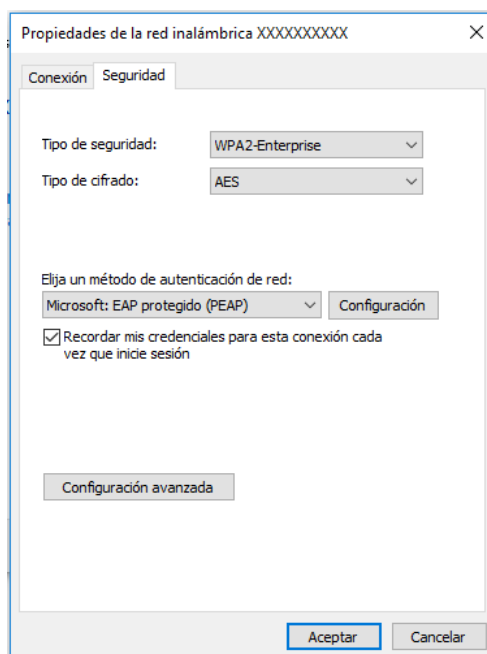 Propiedades de la red inalámbrica XXXXXXXXXX
Conexión Seguridad
Tipo de seguridad: WPA2-Enterprise
Tipo de cifrado: AES
Elija un método de autenticación de red:
Microsoft: EAP protegido (PEAP) Configuración
Recordar mis credenciales para esta conexión cada
vez que inicie sesión
Configuración avanzada
Aceptar Cancelar